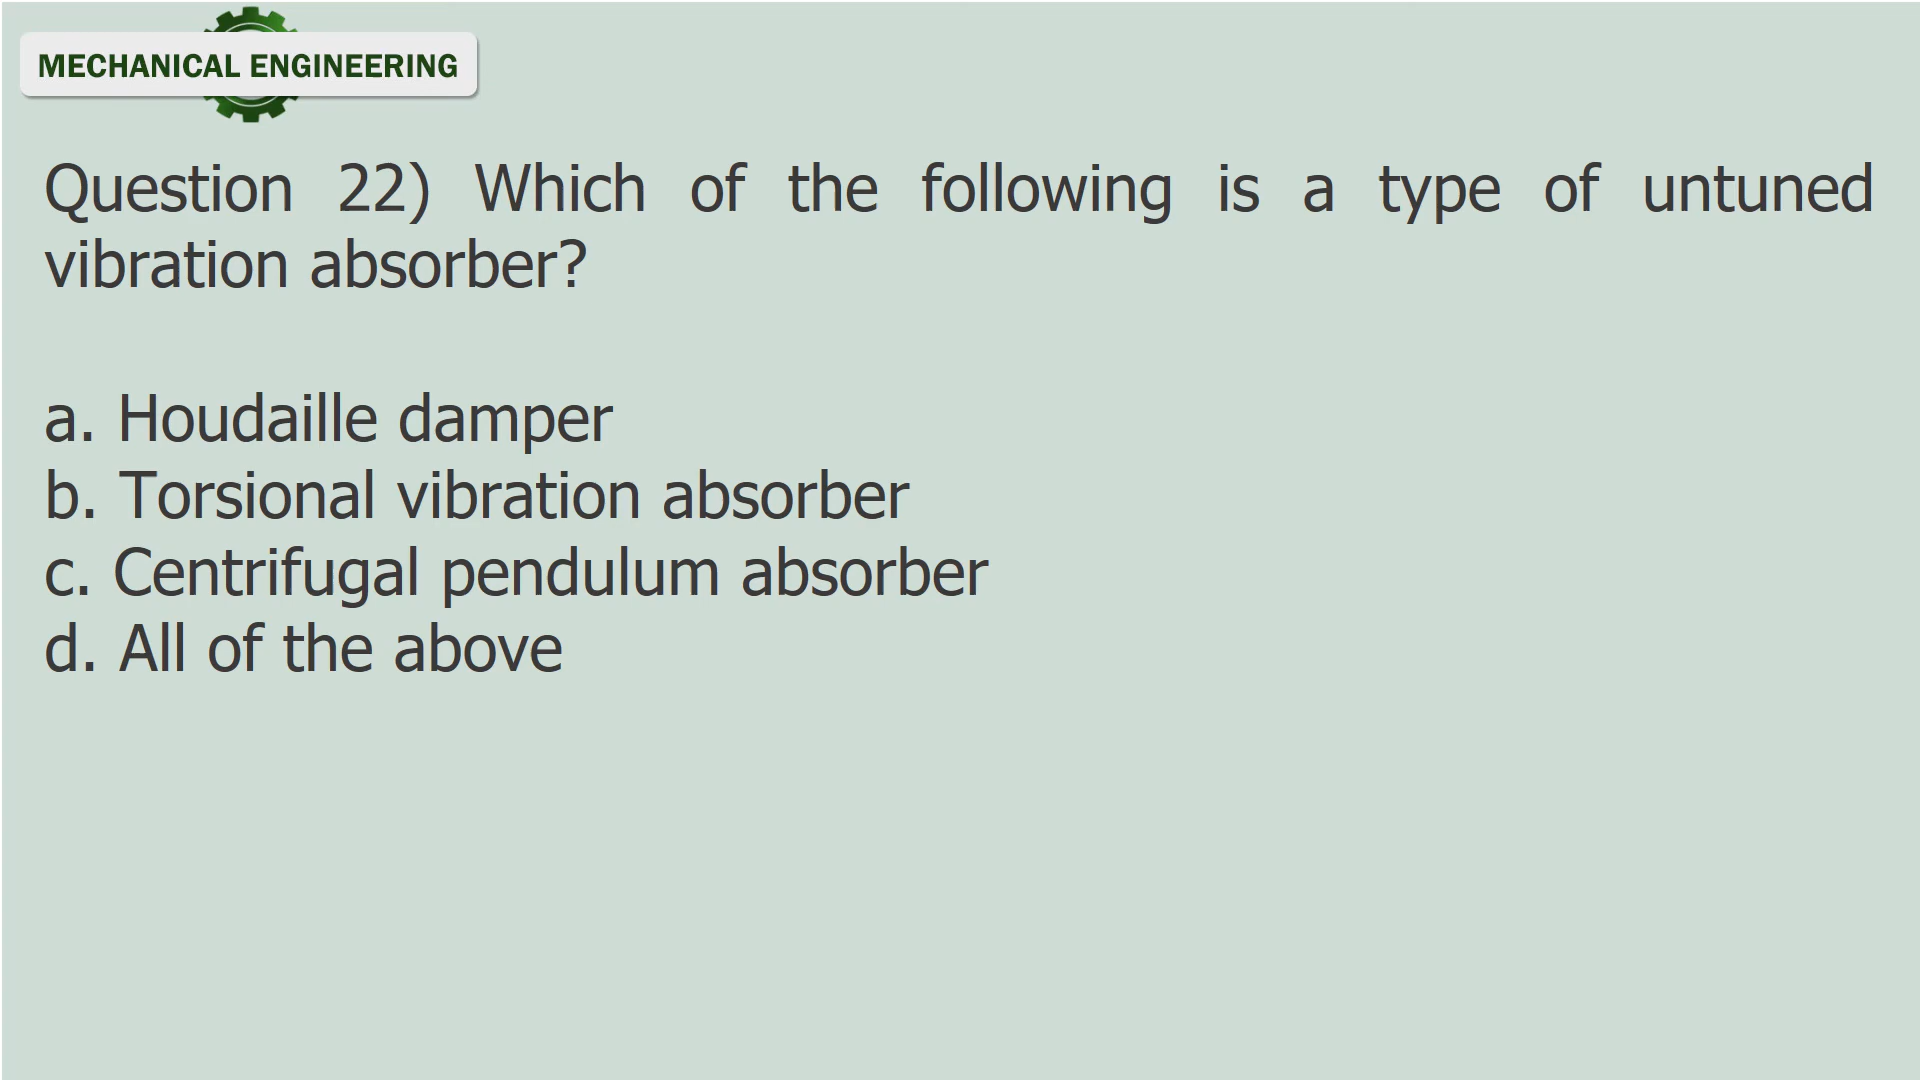 MECHANICAL ENGINEERING
Question 22) Which of the following is a type of untuned
vibration absorber?
a. Houdaille damper
b. Torsional vibration absorber
c. Centrifugal pendulum absorber
d. All of the above